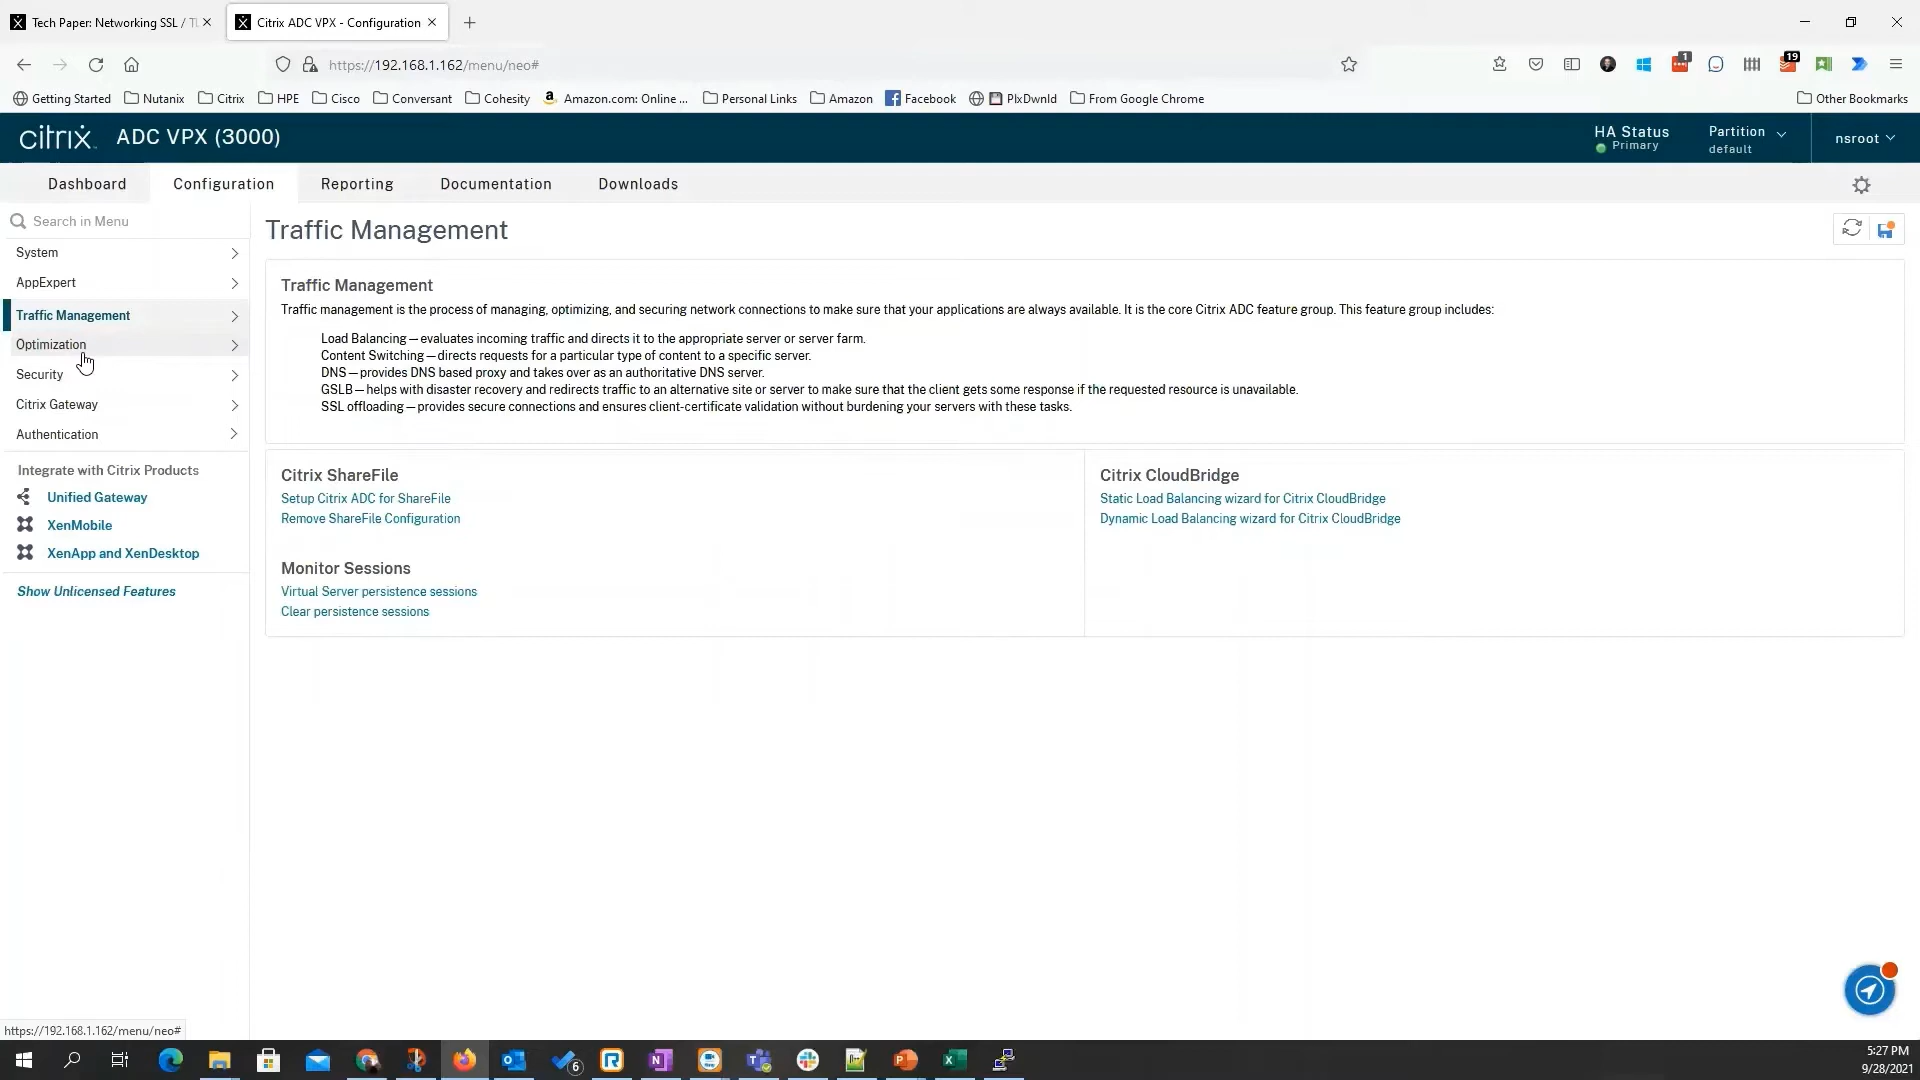 Tech Paper: Networking SSL / TL
Citrix ADC VPX - Configuration
https://192.168.1.162/menu/neo#
1
19
Getting Started
Nutanix
Citrix
HPE
Cisco
Conversant
Cohesity
Amazon.com: Online ...
Personal Links
Amazon
Facebook
PlxDwnld
From Google Chrome
Other Bookmarks
citrix ADC VPX (3000)
HA Status
Primary
Partition
default
nsroot
Dashboard
Configuration
Reporting
Documentation
Downloads
Search in Menu
System
AppExpert
Traffic Management
Optimization
Security
Citrix Gateway
Authentication
Integrate with Citrix Products
Unified Gateway
XenMobile
XenApp and XenDesktop
Show Unlicensed Features
Traffic Management
Traffic Management
Traffic management is the process of managing, optimizing, and securing network connections to make sure that your applications are always available. It is the core Citrix ADC feature group. This feature group includes:
Load Balancing—evaluates incoming traffic and directs it to the appropriate server or server farm.
Content Switching—directs requests for a particular type of content to a specific server.
DNS—provides DNS based proxy and takes over as an authoritative DNS server.
GSLB—helps with disaster recovery and redirects traffic to an alternative site or server to make sure that the client gets some response if the requested resource is unavailable.
SSL offloading—provides secure connections and ensures client-certificate validation without burdening your servers with these tasks.
Citrix ShareFile
Setup Citrix ADC for ShareFile
Remove ShareFile Configuration
Monitor Sessions
Virtual Server persistence sessions
Clear persistence sessions
Citrix CloudBridge
Static Load Balancing wizard for Citrix CloudBridge
Dynamic Load Balancing wizard for Citrix CloudBridge
https://192.168.1.162/menu/neo#
6
5:27 PM
9/28/2021